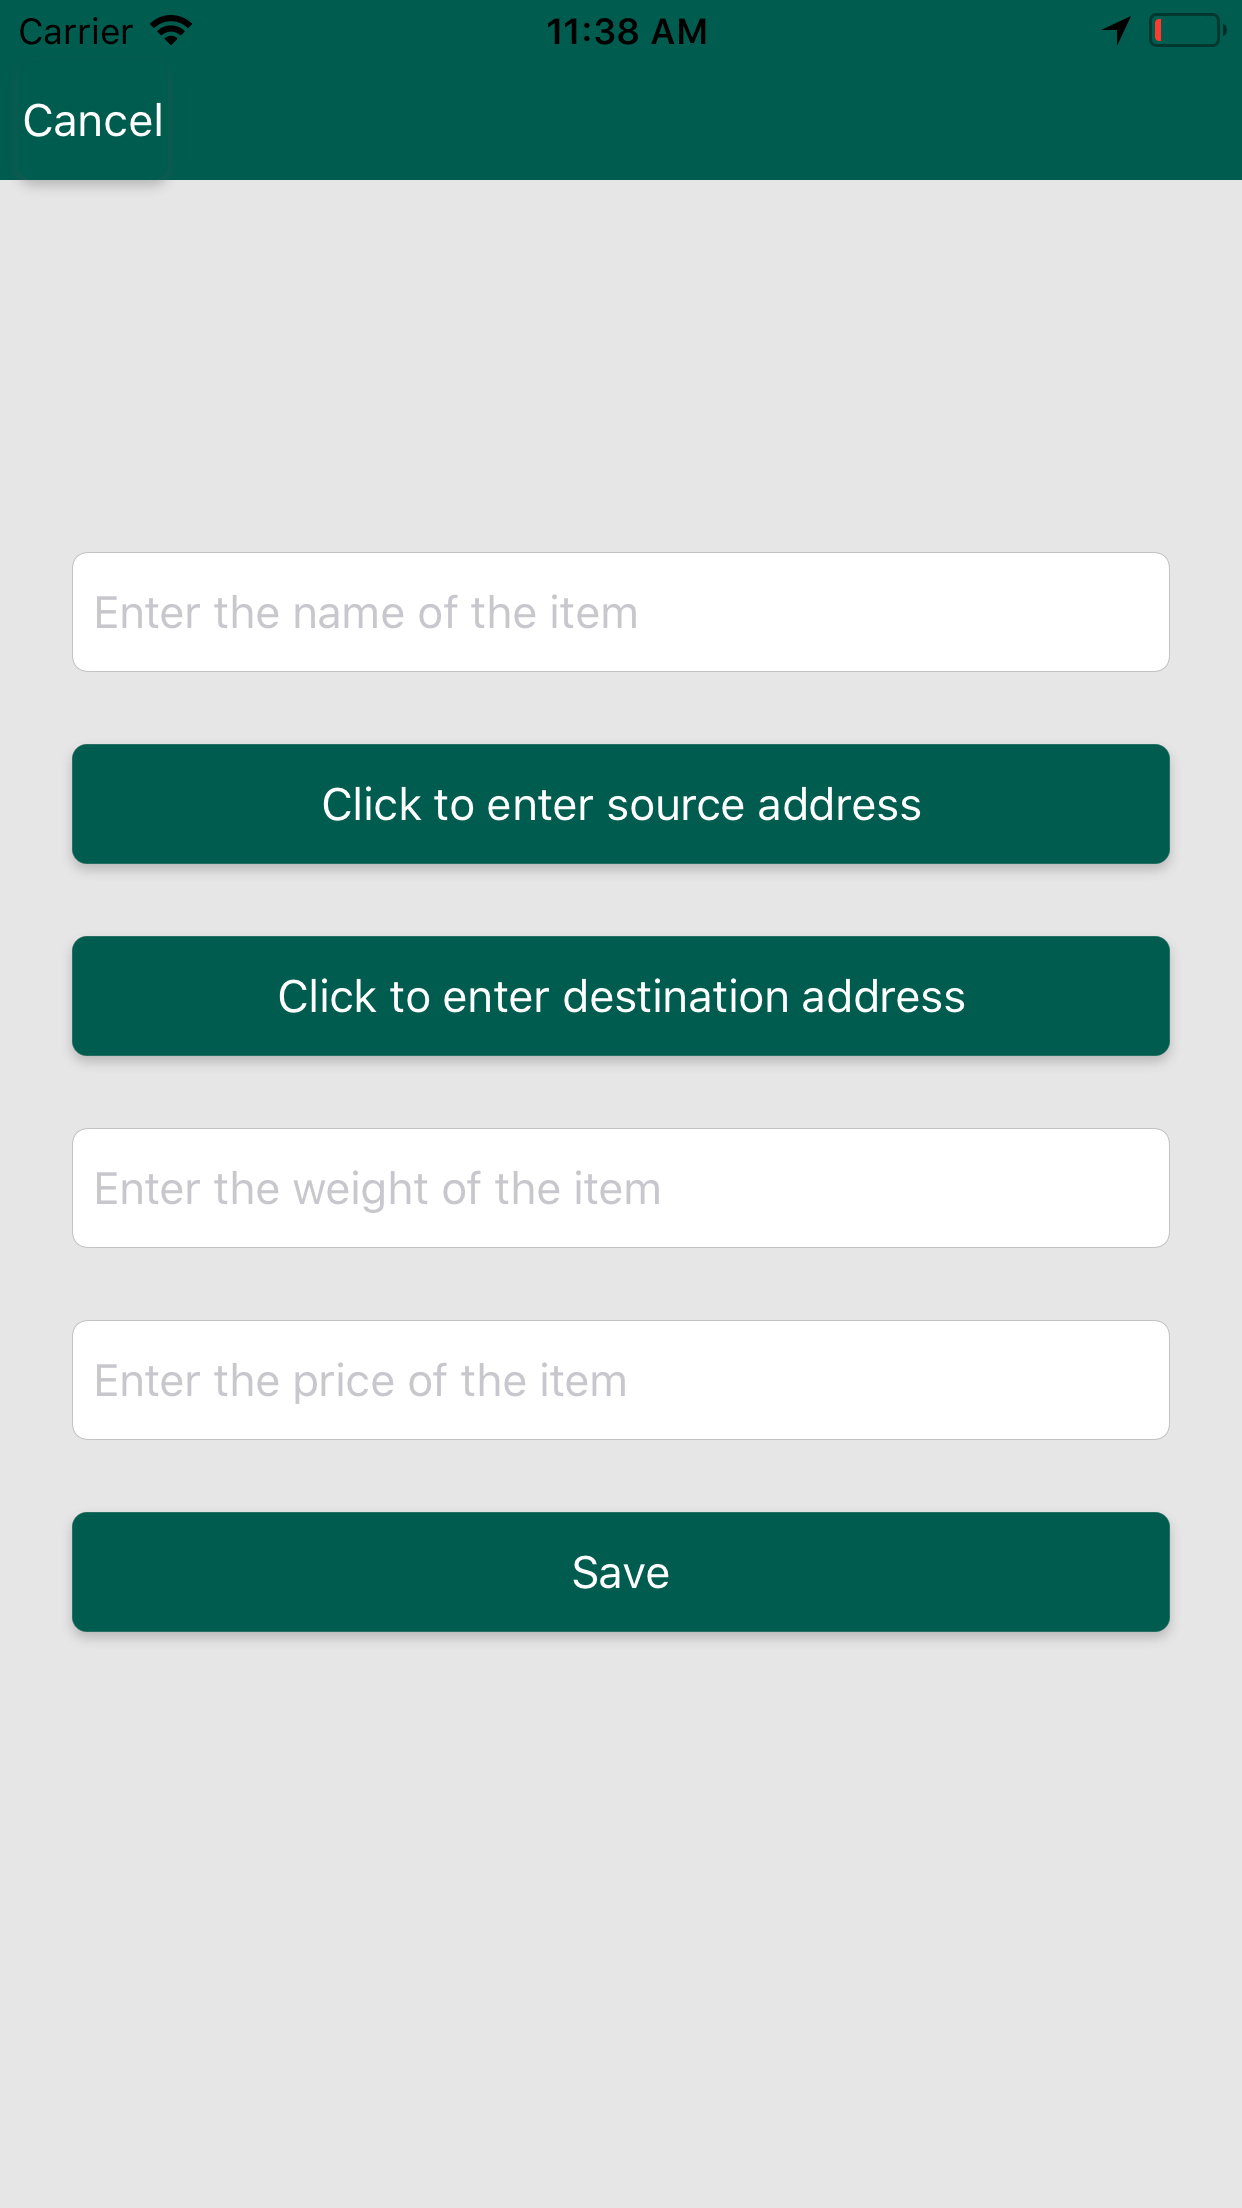 Carrier 11:38 AM
Cancel
Enter the name of the item
Click to enter source address
Click to enter destination address
Enter the weight of the item
Enter the price of the item
Save